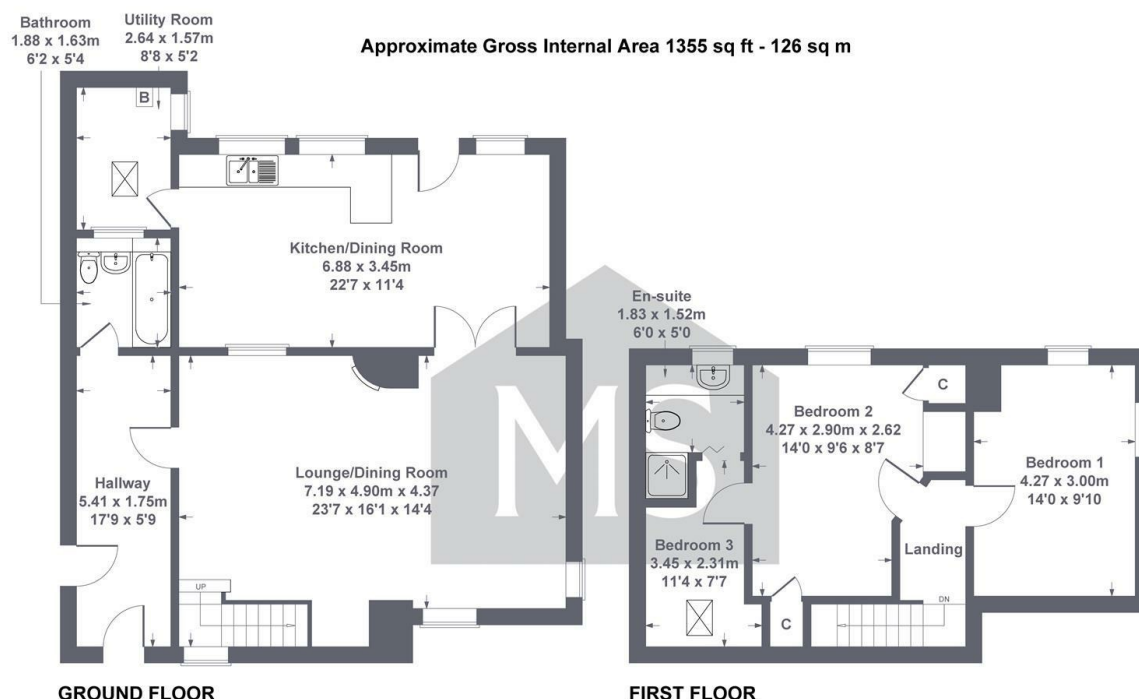 Bathroom
1.88 x 1.63m
6'2 x 5'4
Utility Room
2.64 x 1.57m
8'8 x 5'2
Approximate Gross Internal Area 1355 sq ft - 126 sq m
B
Kitchen/Dining Room
6.88 x 3.45m
22'7 x 11'4
Hallway
5.41 x 1.75m
17'9 x 5'9
Lounge/Dining Room
7.19 x 4.90m x 4.37
23'7 x 16'1 x 14'4
UP
MS
GROUND FLOOR
En-suite
1.83 x 1.52m
6'0 x 5'0
Bedroom 2
4.27 x 2.90m x 2.62
14'0 x 9'6 x 8'7
C
Bedroom 1
4.27 x 3.00m
14'0 x 9'10
Bedroom 3
3.45 x 2.31m
11'4 x 7'7
Landing
DN
C
FIRST FLOOR